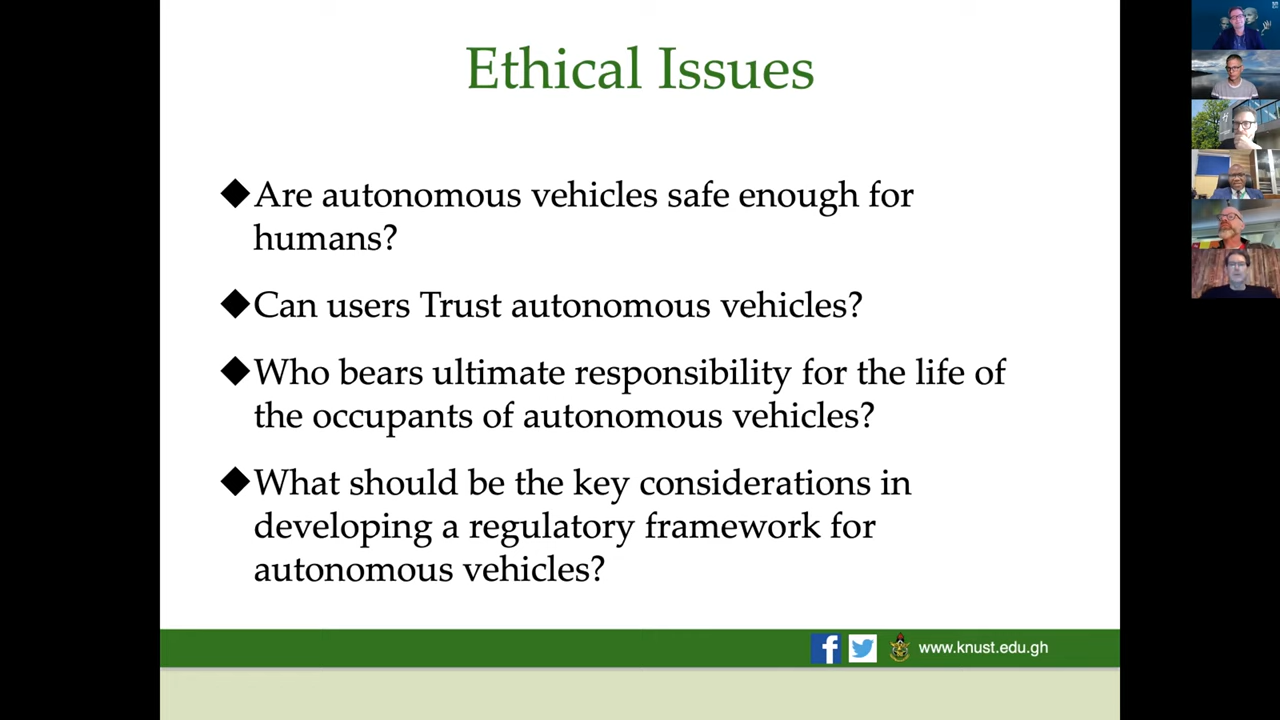 Ethical Issues
◆Are autonomous vehicles safe enough for
humans?
◆Can users Trust autonomous vehicles?
◆Who bears ultimate responsibility for the life of
the occupants of autonomous vehicles?
◆What should be the key considerations in
developing a regulatory framework for
autonomous vehicles?
www.knust.edu.gh